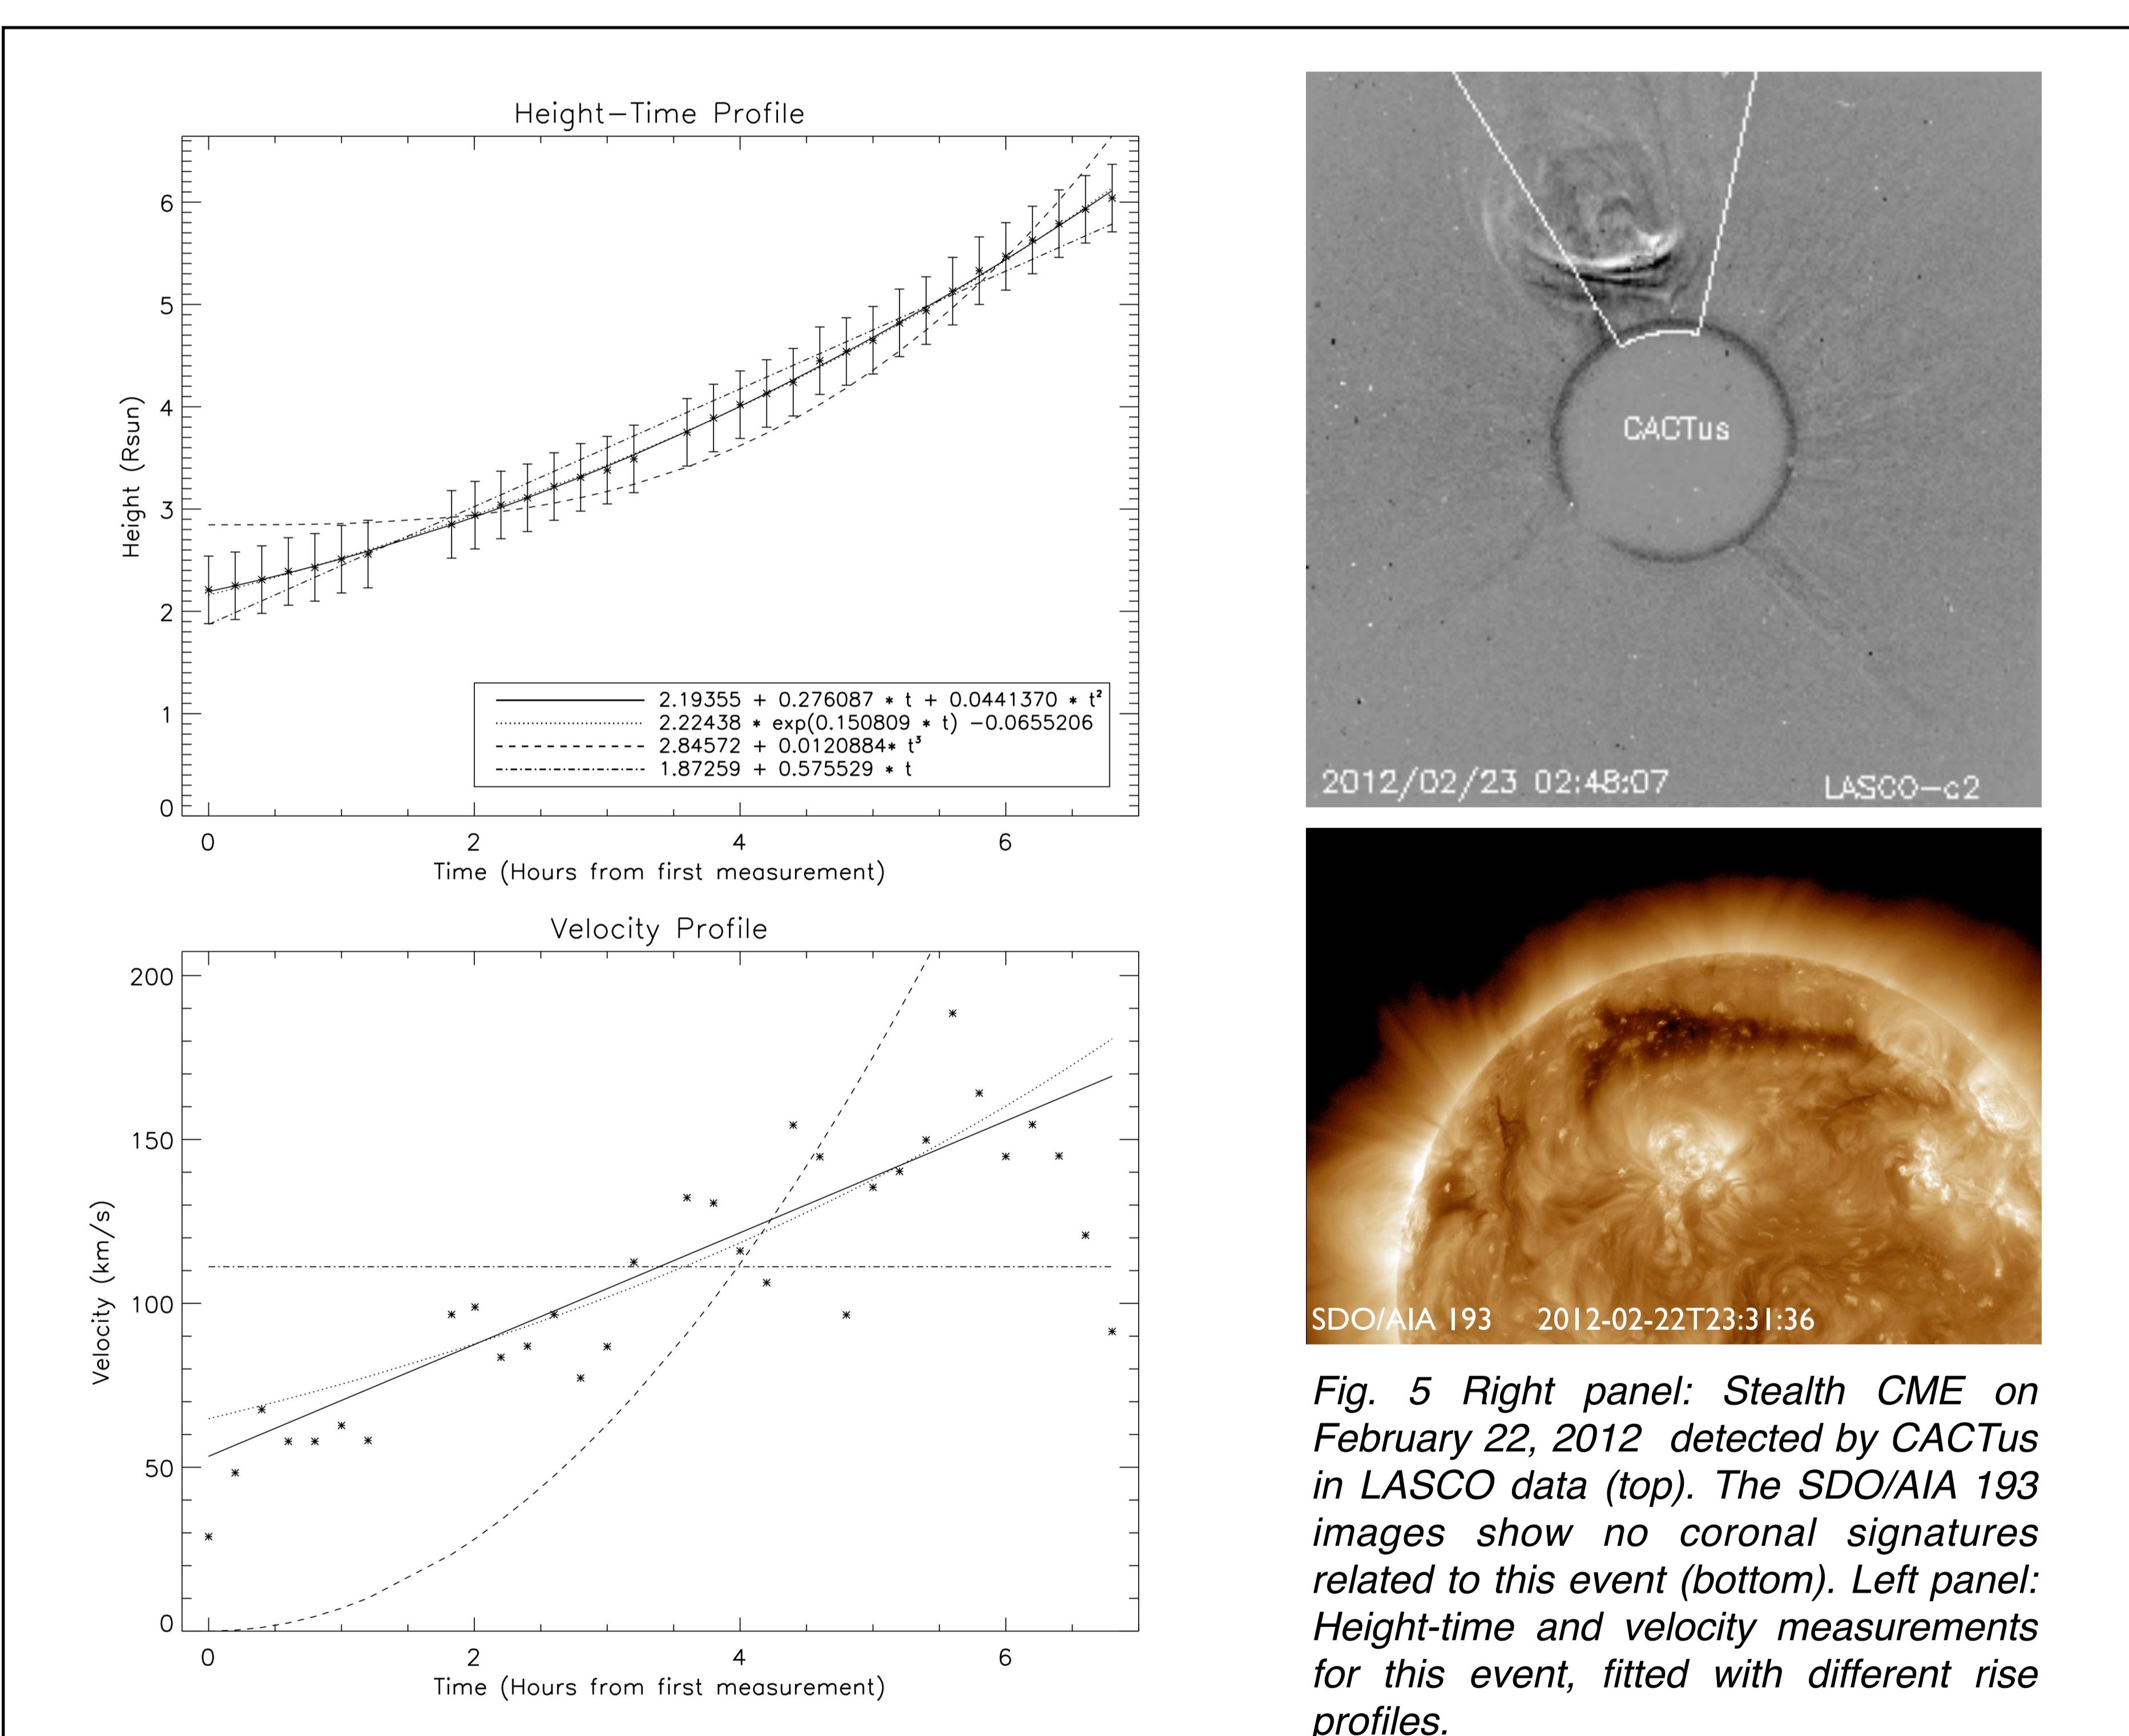 Height-Time Profile
6
5
4
3
2
1
0
Height (Rsun)
2.19355 + 0.276087 * t + 0.0441370 * t²
2.22438 * exp(0.150809 * t) -0.0655206
2.84572 + 0.0120884* t³
1.87259 + 0.575529 * t
0 2 4 6
Time (Hours from first measurement)
Velocity Profile
200
150
100
50
0
Velocity (km/s)
0 2 4 6
Time (Hours from first measurement)
CACTus
2012/02/23 02:48:07 LASCO-c2
SDO/AIA 193 2012-02-22T23:31:36
Fig. 5 Right panel: Stealth CME on
February 22, 2012 detected by CACTus
in LASCO data (top). The SDO/AIA 193
images show no coronal signatures
related to this event (bottom). Left panel:
Height-time and velocity measurements
for this event, fitted with different rise
profiles.